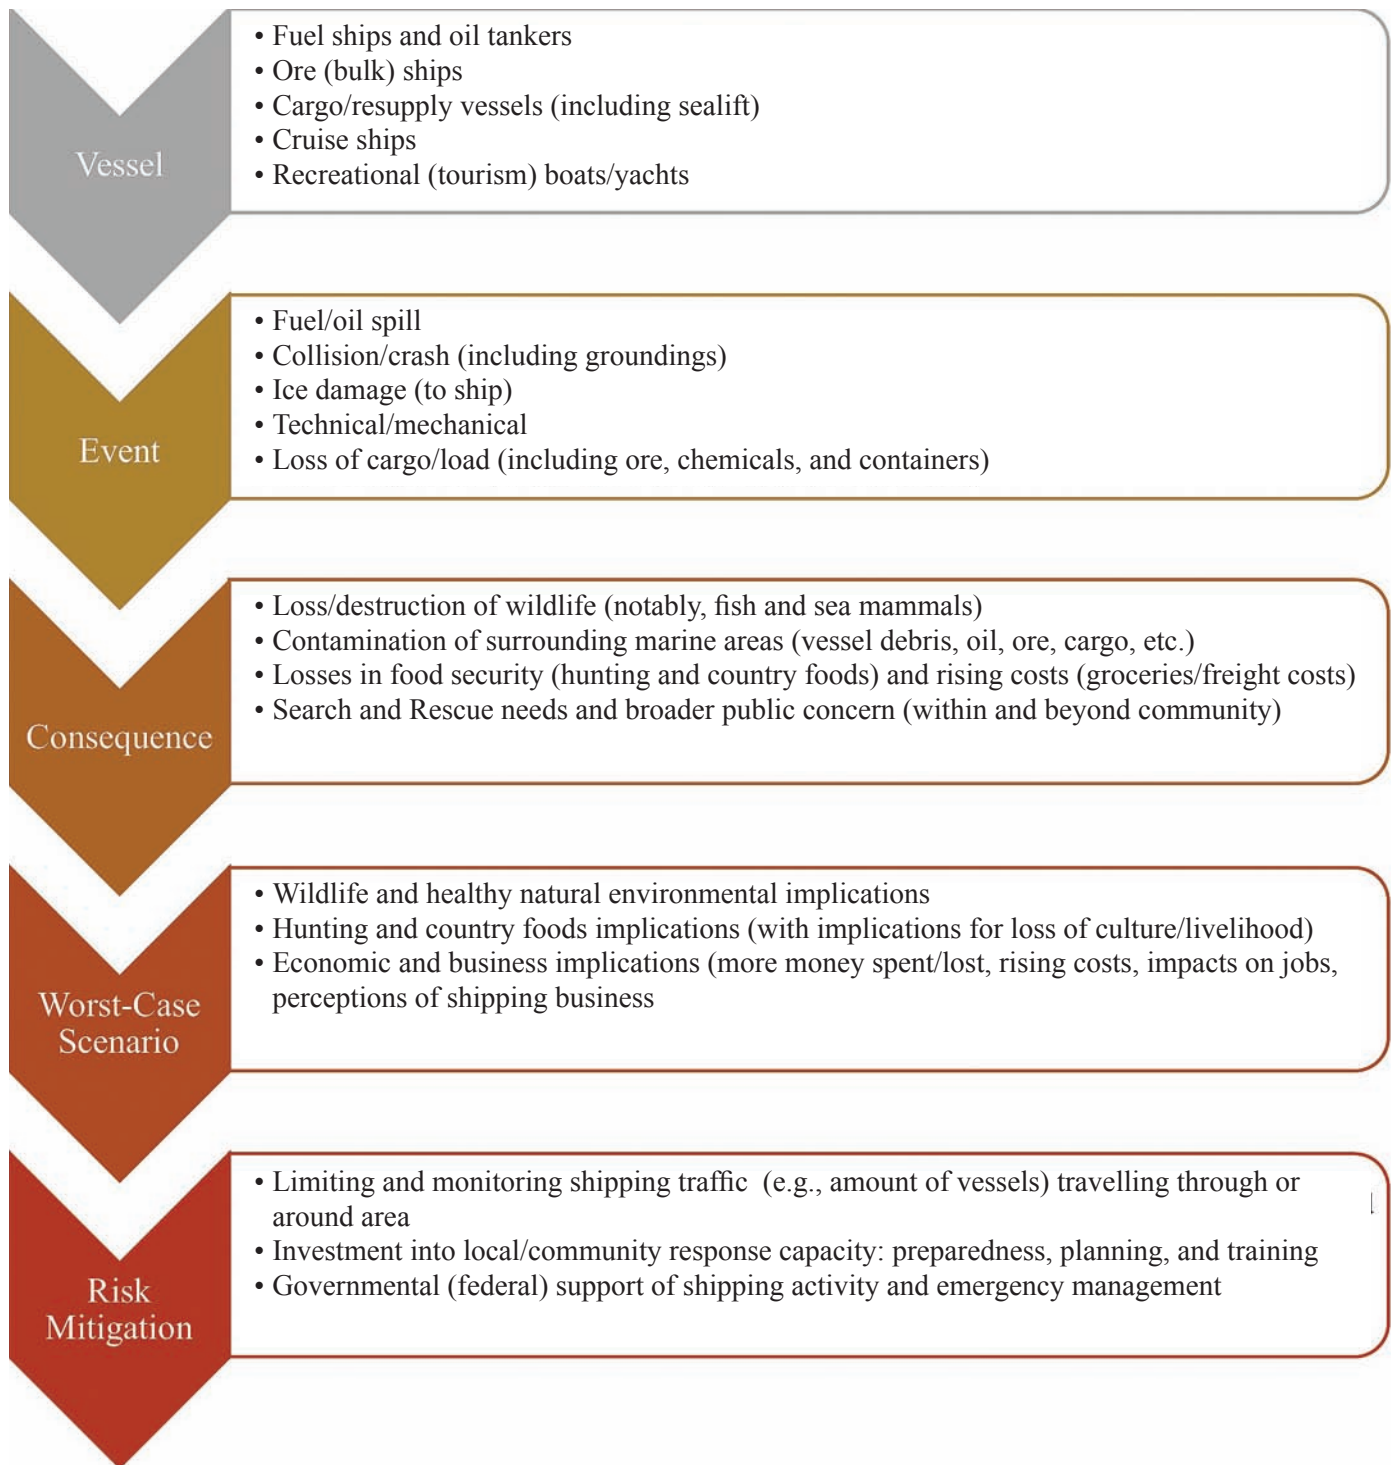 Vessel
• Fuel ships and oil tankers
• Ore (bulk) ships
• Cargo/resupply vessels (including sealift)
• Cruise ships
• Recreational (tourism) boats/yachts
Event
• Fuel/oil spill
• Collision/crash (including groundings)
• Ice damage (to ship)
• Technical/mechanical
• Loss of cargo/load (including ore, chemicals, and containers)
Consequence
• Loss/destruction of wildlife (notably, fish and sea mammals)
• Contamination of surrounding marine areas (vessel debris, oil, ore, cargo, etc.)
• Losses in food security (hunting and country foods) and rising costs (groceries/freight costs)
• Search and Rescue needs and broader public concern (within and beyond community)
Worst-Case
Scenario
• Wildlife and healthy natural environmental implications
• Hunting and country foods implications (with implications for loss of culture/livelihood)
• Economic and business implications (more money spent/lost, rising costs, impacts on jobs,
perceptions of shipping business
Risk
Mitigation
• Limiting and monitoring shipping traffic (e.g., amount of vessels) travelling through or
around area
• Investment into local/community response capacity: preparedness, planning, and training
• Governmental (federal) support of shipping activity and emergency management